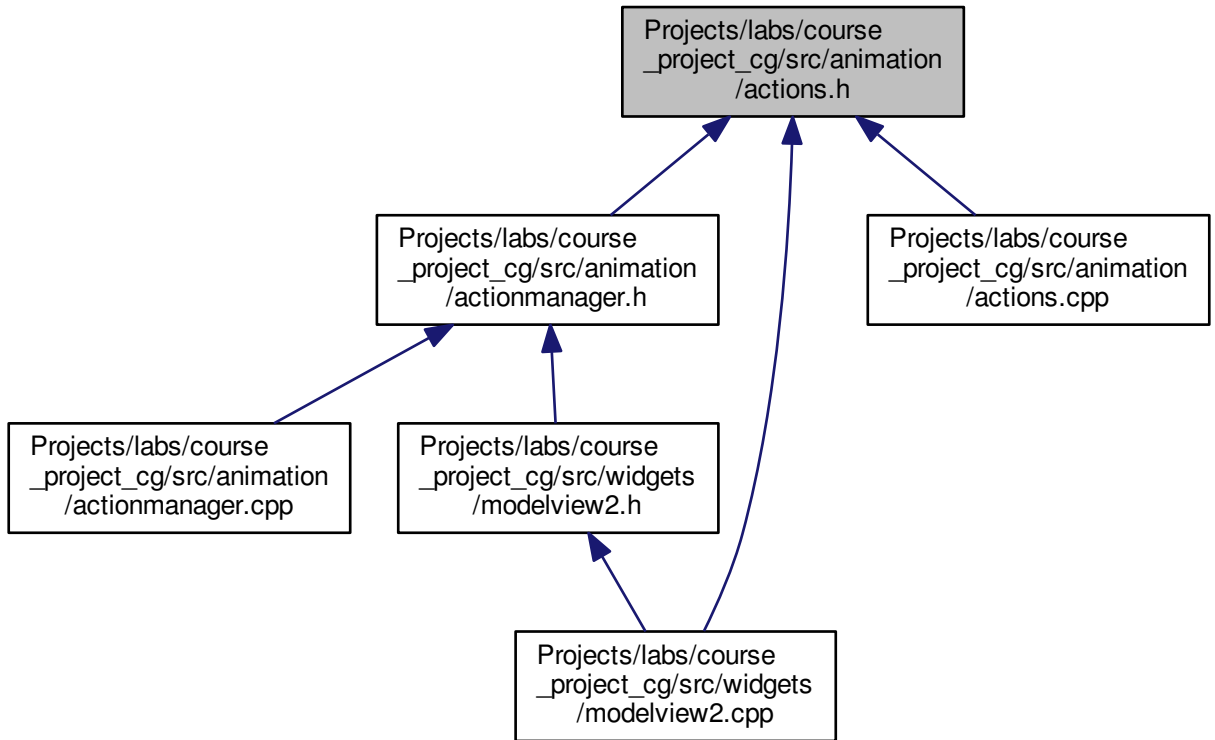 Projects/labs/course
_project_cg/src/animation
/actions.h
Projects/labs/course
_project_cg/src/animation
/actionmanager.h
Projects/labs/course
_project_cg/src/animation
/actions.cpp
Projects/labs/course
_project_cg/src/animation
/actionmanager.cpp
Projects/labs/course
_project_cg/src/widgets
/modelview2.h
Projects/labs/course
_project_cg/src/widgets
/modelview2.cpp